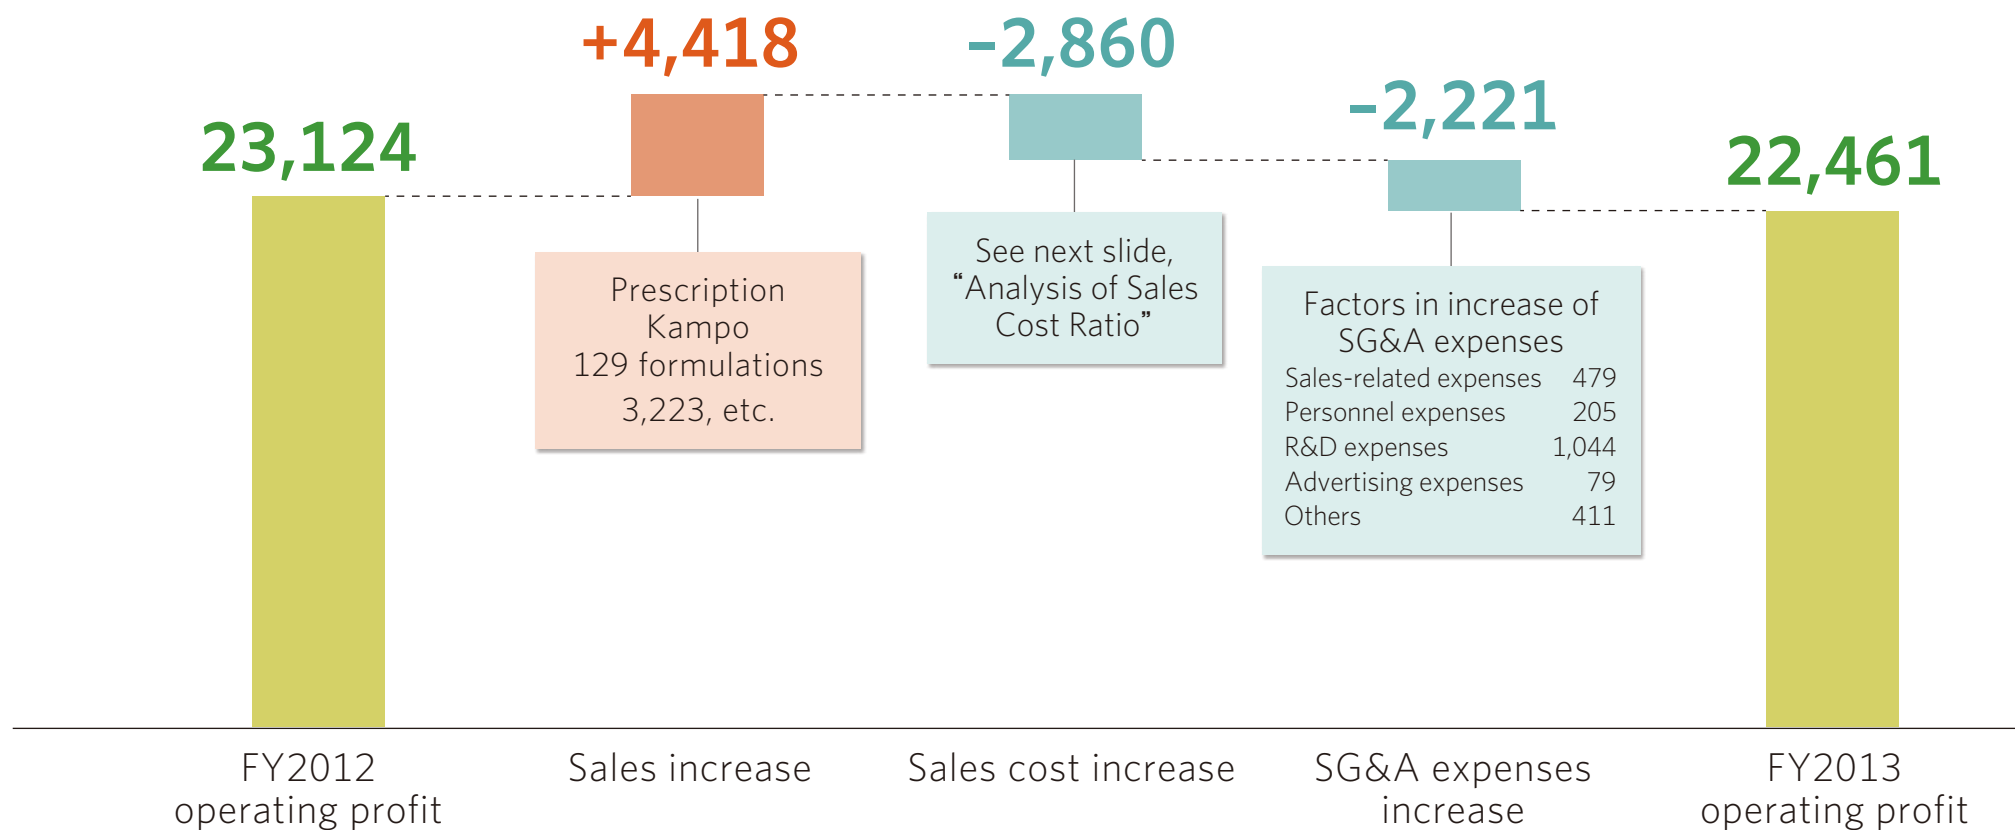 23,124
+4,418
Prescription
Kampo
129 formulations
3,223, etc.
−2,860
See next slide,
“Analysis of Sales
Cost Ratio”
−2,221
Factors in increase of
SG&A expenses
Sales-related expenses 479
Personnel expenses 205
R&D expenses 1,044
Advertising expenses 79
Others 411
22,461
FY2012
operating profit
Sales increase
Sales cost increase
SG&A expenses
increase
FY2013
operating profit